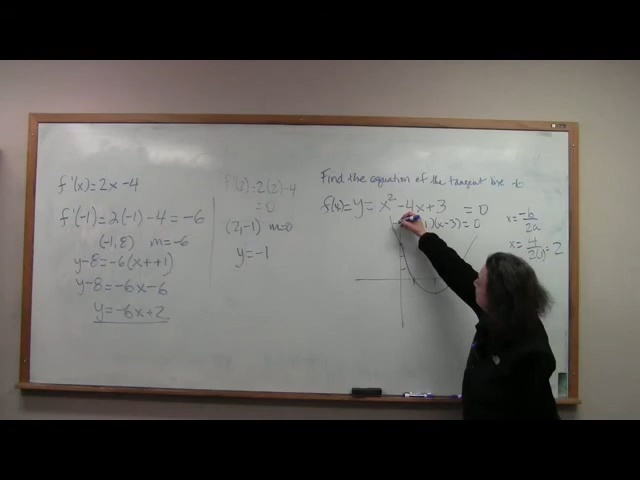 f'(x) = 2x - 4
f'(-1) = 2(-1) - 4 = -6
(-1, 8) m = -6
y - 8 = -6(x + +1)
y - 8 = -6x - 6
y = -6x + 2
f'(2) = 2(2) - 4
= 0
(2, -1) m = 0
y = -1
Find the equation of the tangent line to
f(x) = y = x² - 4x + 3 = 0
1)(x - 3) = 0
x = -b/2a
x = 4/2(1) = 2